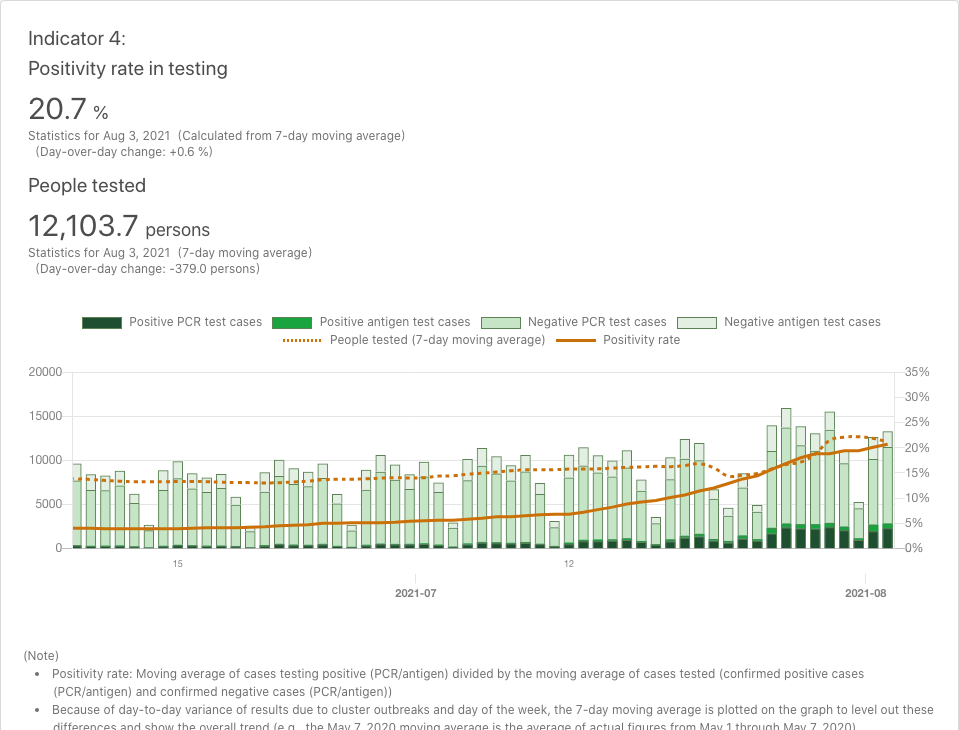 Indicator 4:
Positivity rate in testing
20.7 %
Statistics for Aug 3, 2021 (Calculated from 7-day moving average)
(Day-over-day change: +0.6 %)
People tested
12,103.7 persons
Statistics for Aug 3, 2021 (7-day moving average)
(Day-over-day change: -379.0 persons)
Positive PCR test cases Positive antigen test cases Negative PCR test cases Negative antigen test cases
People tested (7-day moving average) Positivity rate
20000 35%
30%
15000
25%
10000 20%
15%
5000 10%
5%
0 0%
15 12
2021-07 2021-08
(Note)
• Positivity rate: Moving average of cases testing positive (PCR/antigen) divided by the moving average of cases tested (confirmed positive cases
(PCR/antigen) and confirmed negative cases (PCR/antigen))
• Because of day-to-day variance of results due to cluster outbreaks and day of the week, the 7-day moving average is plotted on the graph to level out these
differences and show the overall trend (e.g., the May 7, 2020 moving average is the average of actual figures from May 1 through May 7, 2020)